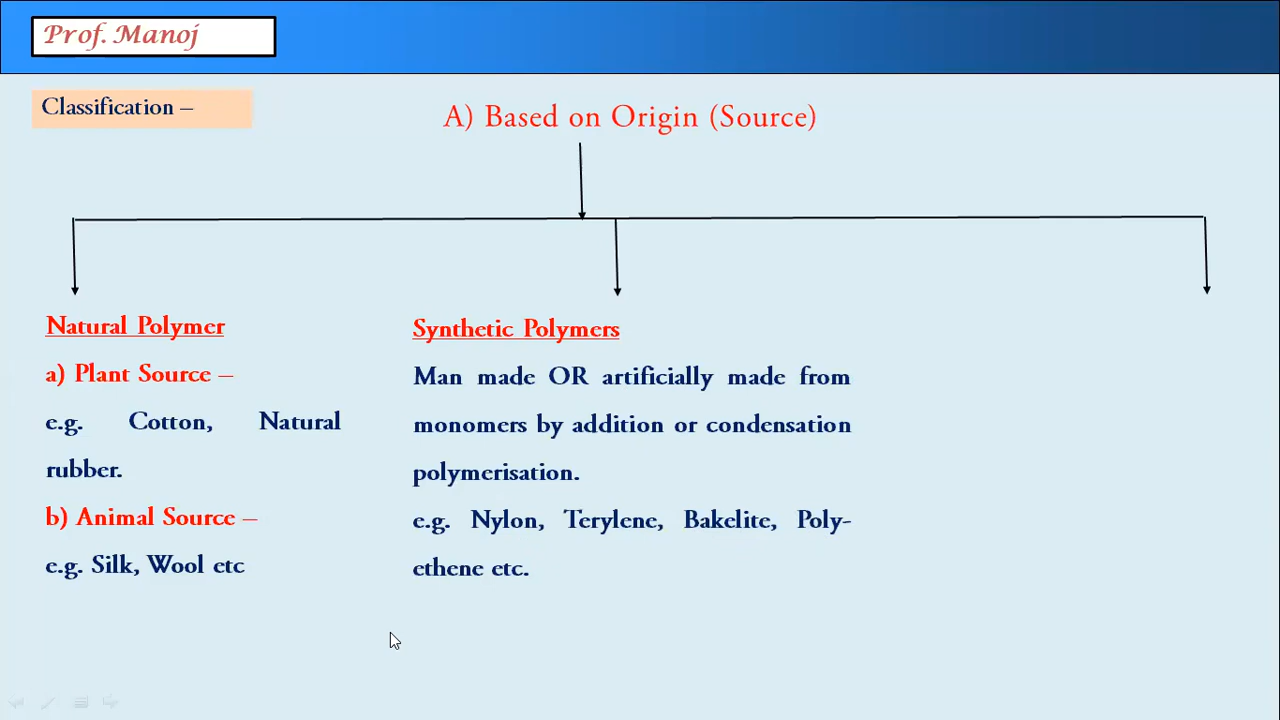 Prof. Manoj
Classification –
A) Based on Origin (Source)
Natural Polymer
a) Plant Source –
e.g. Cotton, Natural
rubber.
b) Animal Source –
e.g. Silk, Wool etc
Synthetic Polymers
Man made OR artificially made from
monomers by addition or condensation
polymerisation.
e.g. Nylon, Terylene, Bakelite, Poly-
ethene etc.